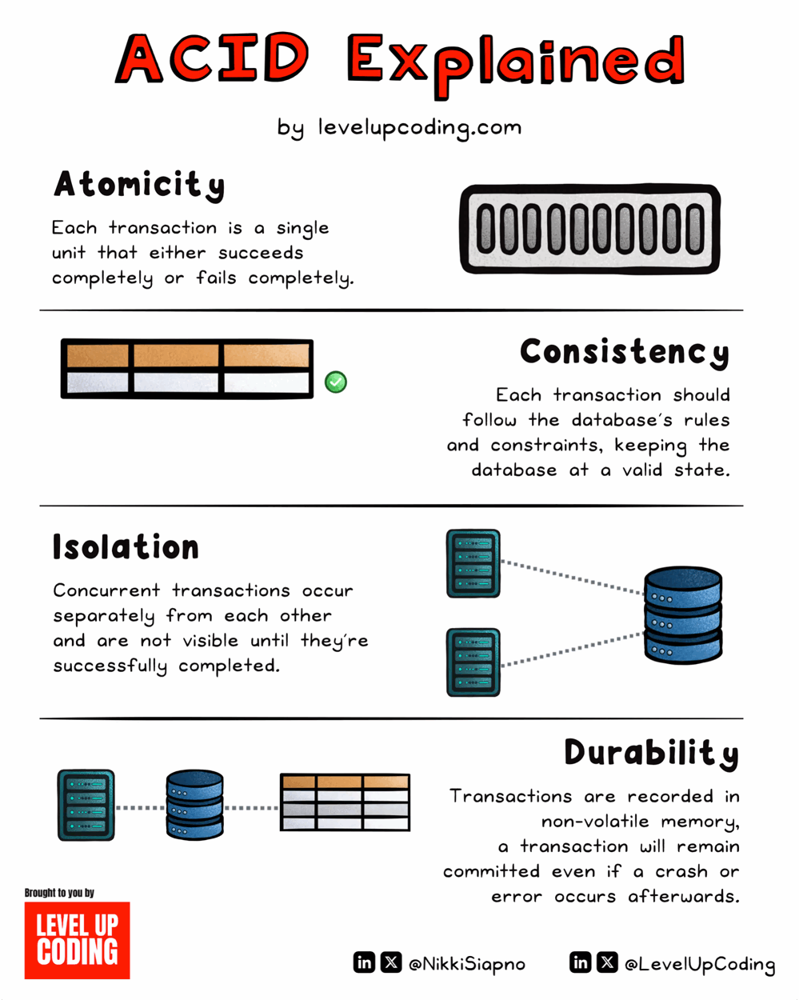 ACID Explained
by levelupcoding.com
Atomicity
Each transaction is a single
unit that either succeeds
completely or fails completely.
Consistency
Each transaction should
follow the database's rules
and constraints, keeping the
database at a valid state.
Isolation
Concurrent transactions occur
separately from each other
and are not visible until they're
successfully completed.
Durability
Transactions are recorded in
non-volatile memory,
a transaction will remain
committed even if a crash or
error occurs afterwards.
Brought to you by
LEVEL UP
CODING
in X @NikkiSiapno
in X @LevelUpCoding